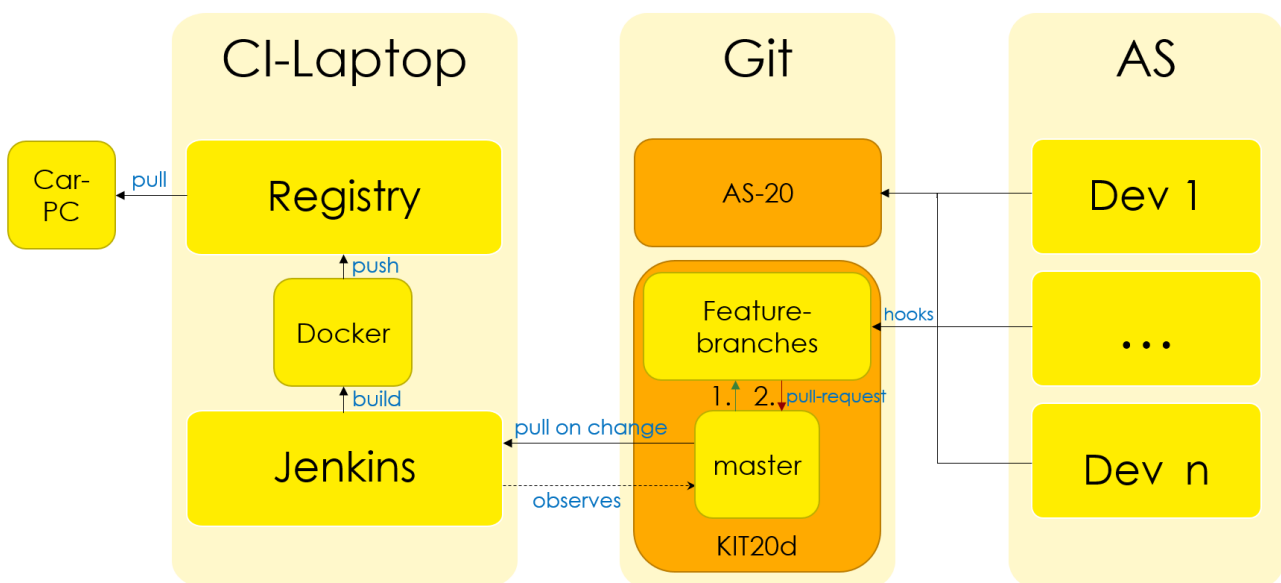 CI-Laptop
Git
AS
Car-
PC
pull
Registry
push
Docker
build
Jenkins
pull on change
observes
AS-20
Feature-
branches
hooks
1.
2.
pull-request
master
KIT20d
Dev 1
...
Dev n